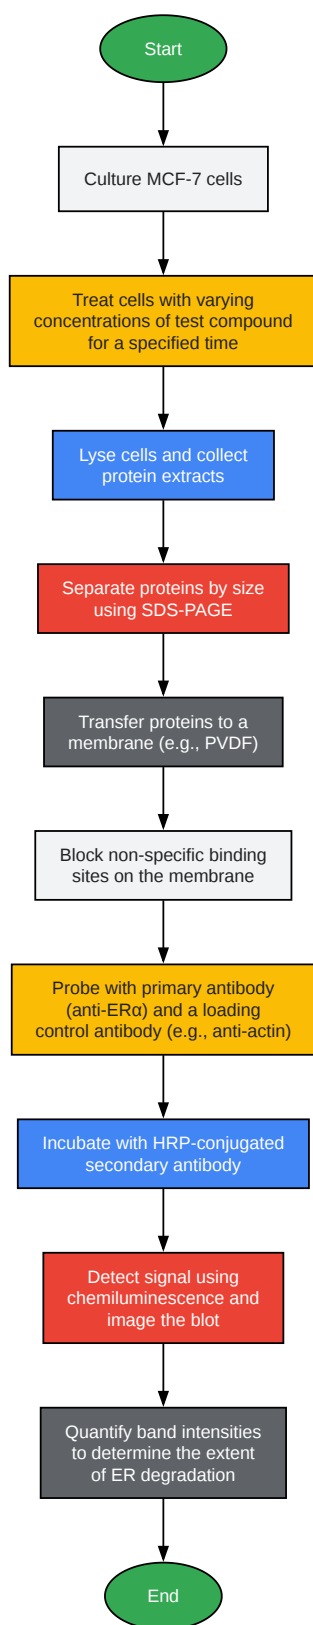 Start
Culture MCF-7 cells
Treat cells with varying
concentrations of test compound
for a specified time
Lyse cells and collect
protein extracts
Separate proteins by size
using SDS-PAGE
Transfer proteins to a
membrane (e.g., PVDF)
Block non-specific binding
sites on the membrane
Probe with primary antibody
(anti-ERα) and a loading
control antibody (e.g., anti-actin)
Incubate with HRP-conjugated
secondary antibody
Detect signal using
chemiluminescence and
image the blot
Quantify band intensities
to determine the extent
of ER degradation
End